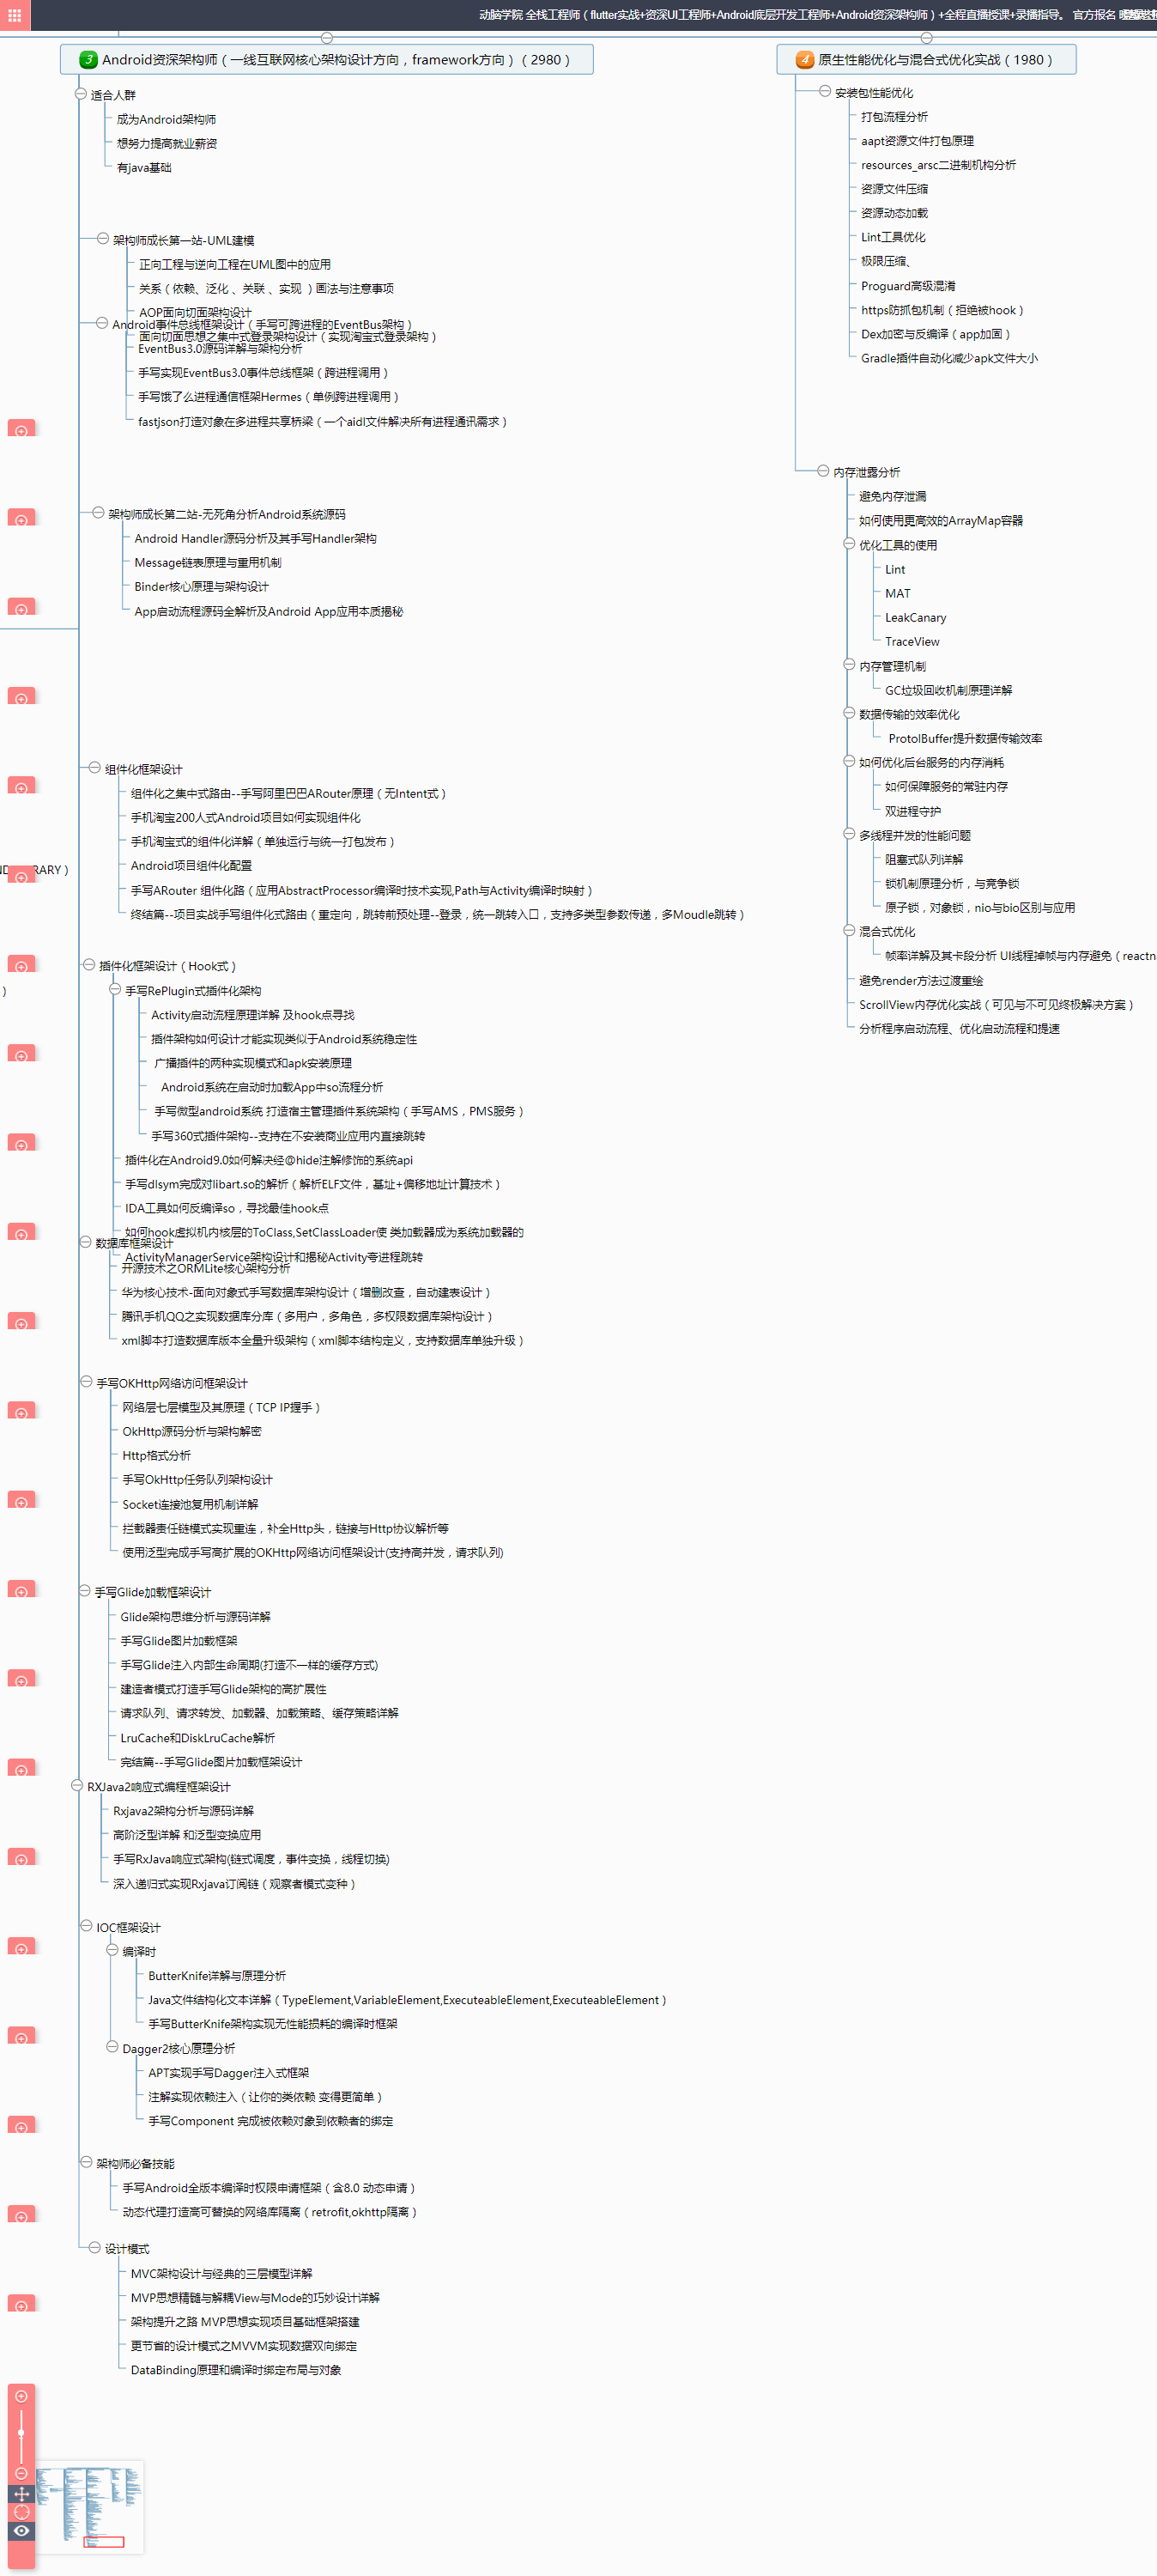 动脑学院 全栈工程师（flutter实战+资深UI工程师+Android底层开发工程师+Android资深架构师）+全程直播授课+录播指导。 官方报名
3 Android资深架构师（一线互联网核心架构设计方向，framework方向）（2980）
适合人群
成为Android架构师
想努力提高就业薪资
有java基础
架构师成长第一站-UML建模
正向工程与逆向工程在UML图中的应用
关系（依赖、泛化 、关联 、实现 ）画法与注意事项
AOP面向切面架构设计
Android事件总线框架设计（手写可跨进程的EventBus架构）
面向切面思想之集中式登录架构设计（实现淘宝式登录架构）
EventBus3.0源码详解与架构分析
手写实现EventBus3.0事件总线框架（跨进程调用）
手写饿了么进程通信框架Hermes（单例跨进程调用）
fastjson打造对象在多进程共享桥梁（一个aidl文件解决所有进程通讯需求）
架构师成长第二站-无死角分析Android系统源码
Android Handler源码分析及其手写Handler架构
Message链表原理与重用机制
Binder核心原理与架构设计
App启动流程源码全解析及Android App应用本质揭秘
组件化框架设计
组件化之集中式路由--手写阿里巴巴ARouter原理（无Intent式）
手机淘宝200人式Android项目如何实现组件化
手机淘宝式的组件化详解（单独运行与统一打包发布）
Android项目组件化配置
RARY）
手写ARouter 组件化路（应用AbstractProcessor编译时技术实现,Path与Activity编译时映射）
终结篇--项目实战手写组件化式路由（重定向，跳转前预处理--登录，统一跳转入口，支持多类型参数传递，多Moudle跳转）
插件化框架设计（Hook式）
手写RePlugin式插件化架构
）
Activity启动流程原理详解 及hook点寻找
插件架构如何设计才能实现类似于Android系统稳定性
广播插件的两种实现模式和apk安装原理
Android系统在启动时加载App中so流程分析
手写微型android系统 打造宿主管理插件系统架构（手写AMS，PMS服务）
手写360式插件架构--支持在不安装商业应用内直接跳转
插件化在Android9.0如何解决经@hide注解修饰的系统api
手写dlsym完成对libart.so的解析（解析ELF文件，基址+偏移地址计算技术）
IDA工具如何反编译so，寻找最佳hook点
如何hook虚拟机内核层的ToClass,SetClassLoader使 类加载器成为系统加载器的
数据库框架设计
ActivityManagerService架构设计和揭秘Activity夸进程跳转
开源技术之ORMLite核心架构分析
华为核心技术-面向对象式手写数据库架构设计（增删改查，自动建表设计）
腾讯手机QQ之实现数据库分库（多用户，多角色，多权限数据库架构设计）
xml脚本打造数据库版本全量升级架构（xml脚本结构定义，支持数据库单独升级）
手写OKHttp网络访问框架设计
网络层七层模型及其原理（TCP IP握手）
OkHttp源码分析与架构解密
Http格式分析
手写OkHttp任务队列架构设计
Socket连接池复用机制详解
拦截器责任链模式实现重连，补全Http头，链接与Http协议解析等
使用泛型完成手写高扩展的OKHttp网络访问框架设计(支持高并发，请求队列)
手写Glide加载框架设计
Glide架构思维分析与源码详解
手写Glide图片加载框架
手写Glide注入内部生命周期(打造不一样的缓存方式)
建造者模式打造手写Glide架构的高扩展性
请求队列、请求转发、加载器、加载策略、缓存策略详解
LruCache和DiskLruCache解析
完结篇--手写Glide图片加载框架设计
RXJava2响应式编程框架设计
Rxjava2架构分析与源码详解
高阶泛型详解 和泛型变换应用
手写RxJava响应式架构(链式调度，事件变换，线程切换)
深入递归式实现Rxjava订阅链（观察者模式变种）
IOC框架设计
编译时
ButterKnife详解与原理分析
Java文件结构化文本详解（TypeElement,VariableElement,ExecuteableElement,ExecuteableElement）
手写ButterKnife架构实现无性能损耗的编译时框架
Dagger2核心原理分析
APT实现手写Dagger注入式框架
注解实现依赖注入（让你的类依赖 变得更简单）
手写Component 完成被依赖对象到依赖者的绑定
架构师必备技能
手写Android全版本编译时权限申请框架（含8.0 动态申请）
动态代理打造高可替换的网络库隔离（retrofit,okhttp隔离）
设计模式
MVC架构设计与经典的三层模型详解
MVP思想精髓与解耦View与Mode的巧妙设计详解
架构提升之路 MVP思想实现项目基础框架搭建
更节省的设计模式之MVVM实现数据双向绑定
DataBinding原理和编译时绑定布局与对象
4 原生性能优化与混合式优化实战（1980）
安装包性能优化
打包流程分析
aapt资源文件打包原理
resources_arsc二进制机构分析
资源文件压缩
资源动态加载
Lint工具优化
极限压缩、
Proguard高级混淆
https防抓包机制（拒绝被hook）
Dex加密与反编译（app加固）
Gradle插件自动化减少apk文件大小
内存泄露分析
避免内存泄漏
如何使用更高效的ArrayMap容器
优化工具的使用
Lint
MAT
LeakCanary
TraceView
内存管理机制
GC垃圾回收机制原理详解
数据传输的效率优化
ProtolBuffer提升数据传输效率
如何优化后台服务的内存消耗
如何保障服务的常驻内存
双进程守护
多线程并发的性能问题
阻塞式队列详解
锁机制原理分析，与竞争锁
原子锁，对象锁，nio与bio区别与应用
混合式优化
帧率详解及其卡段分析 UI线程掉帧与内存避免（reactn
避免render方法过渡重绘
ScrollView内存优化实战（可见与不可见终极解决方案）
分析程序启动流程、优化启动流程和提速